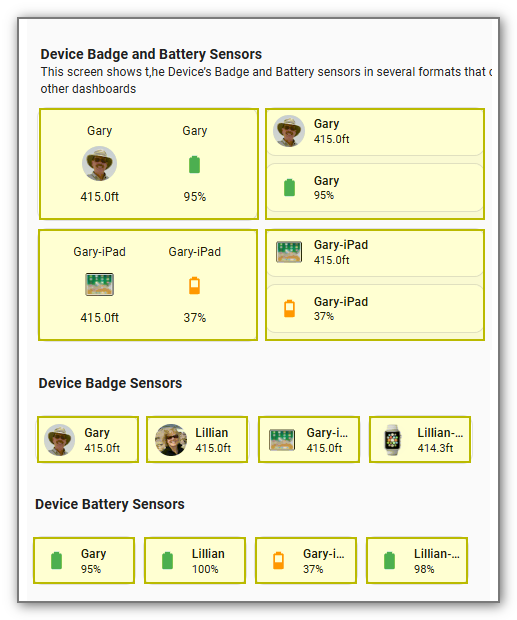 Device Badge and Battery Sensors
This screen shows t,he Device's Badge and Battery sensors in several formats that
other dashboards
Gary Gary
415.0ft 95%
Gary
415.0ft
Gary
95%
Gary-iPad Gary-iPad
415.0ft 37%
Gary-iPad
415.0ft
Gary-iPad
37%
Device Badge Sensors
Gary
415.0ft
Lillian
415.0ft
Gary-i...
415.0ft
Lillian-...
414.3ft
Device Battery Sensors
Gary
95%
Lillian
100%
Gary-i...
37%
Lillian-...
98%